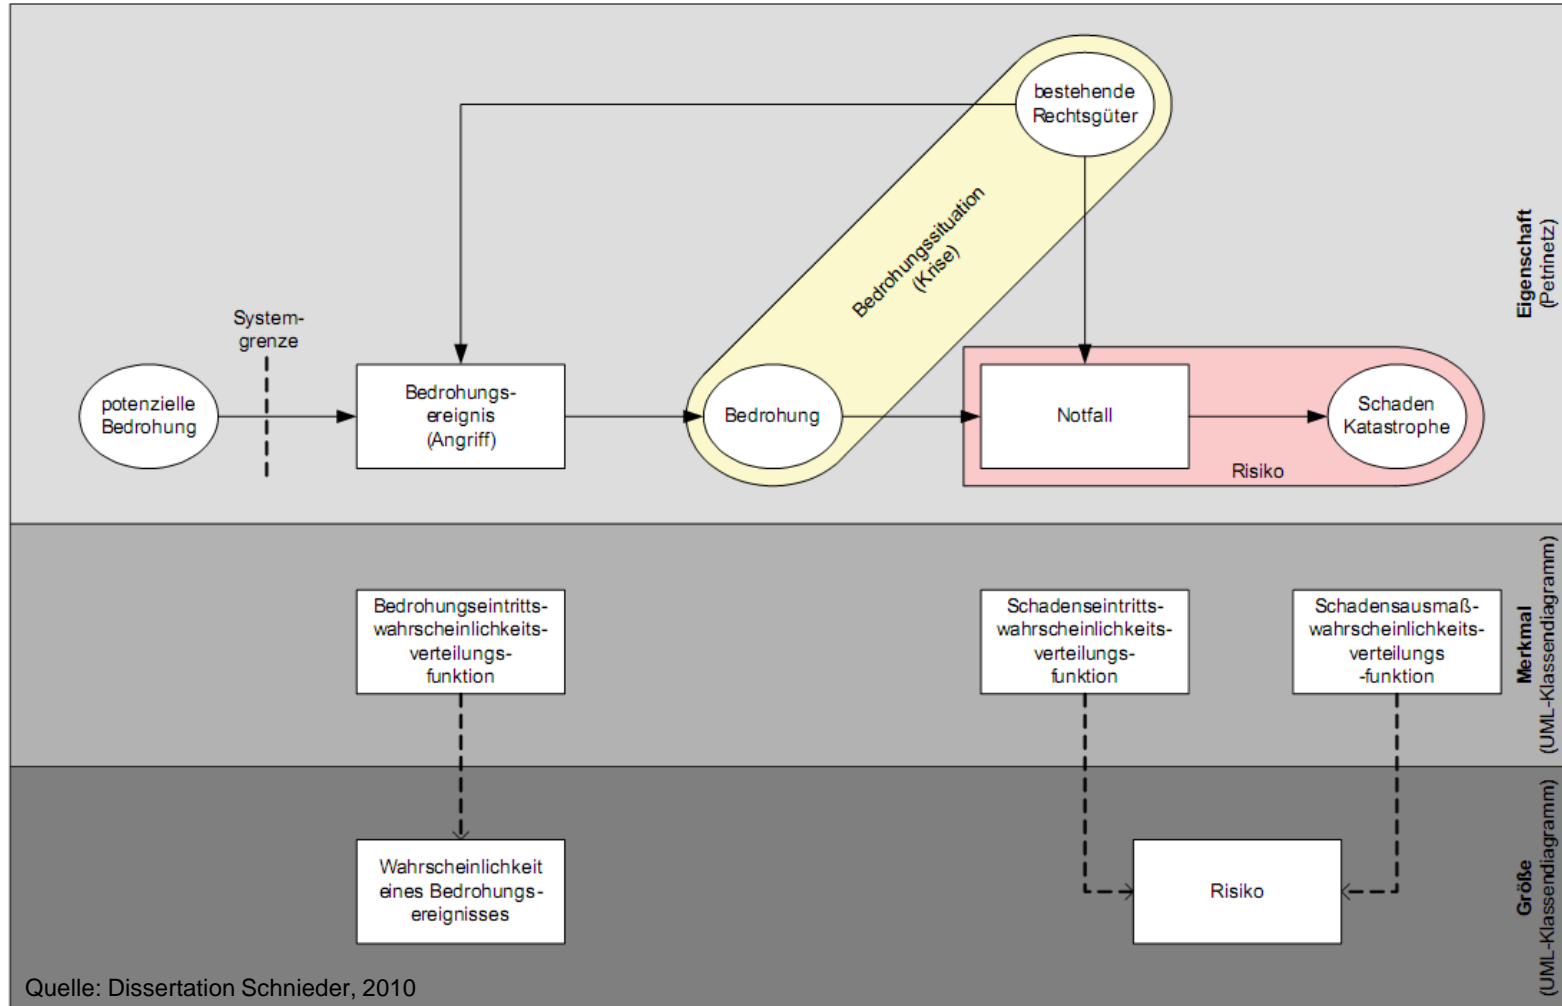 bestehende
Rechtsgüter
Bedrohungssituation
(Krise)
Eigenschaft
(Petrinetz)
System-
grenze
potenzielle
Bedrohung
Bedrohungs-
ereignis
(Angriff)
Bedrohung
Notfall
Schaden
Katastrophe
Risiko
Bedrohungseintritts-
wahrscheinlichkeits-
verteilungs-
funktion
Schadenseintritts-
wahrscheinlichkeits-
verteilungs-
funktion
Schadensausmaß-
wahrscheinlichkeits-
verteilungs
-funktion
Merkmal
(UML-Klassendiagramm)
Wahrscheinlichkeit
eines Bedrohungs-
ereignisses
Risiko
Größe
(UML-Klassendiagramm)
Quelle: Dissertation Schnieder, 2010